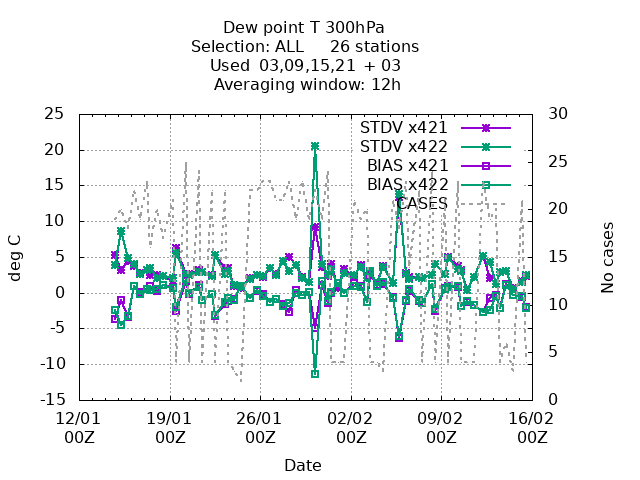 Dew point T 300hPa
Selection: ALL 26 stations
Used 03,09,15,21 + 03
Averaging window: 12h
25
20
15
10
5
0
-5
-10
-15
deg C
30
25
20
15
10
5
0
No cases
STDV x421
STDV x422
BIAS x421
BIAS x422
CASES
12/01 19/01 26/01 02/02 09/02 16/02
00Z 00Z 00Z 00Z 00Z 00Z
Date